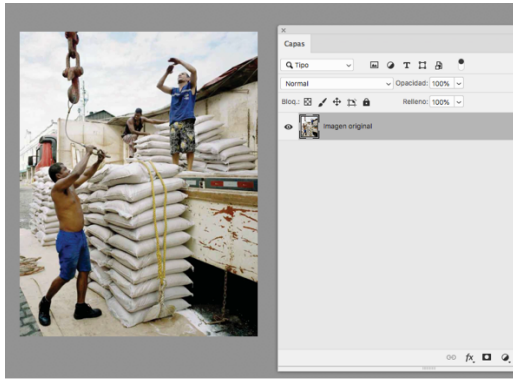 Capas
Tipo
Normal
Opacidad: 100%
Bloq.:
Relleno: 100%
Imagen original
fx